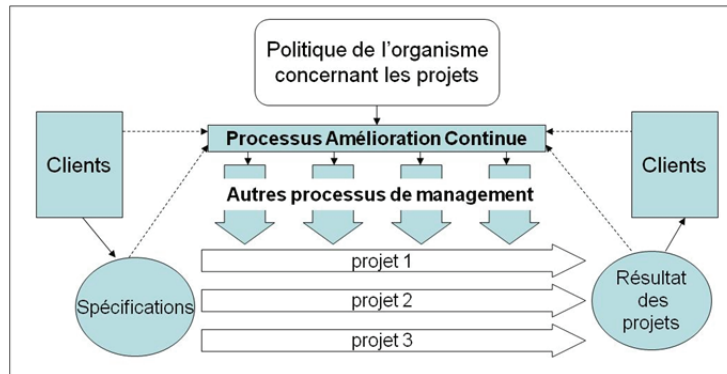 Politique de l'organisme
concernant les projets
Processus Amélioration Continue
Clients
Clients
Autres processus de management
projet 1
projet 2
projet 3
Spécifications
Résultat
des
projets